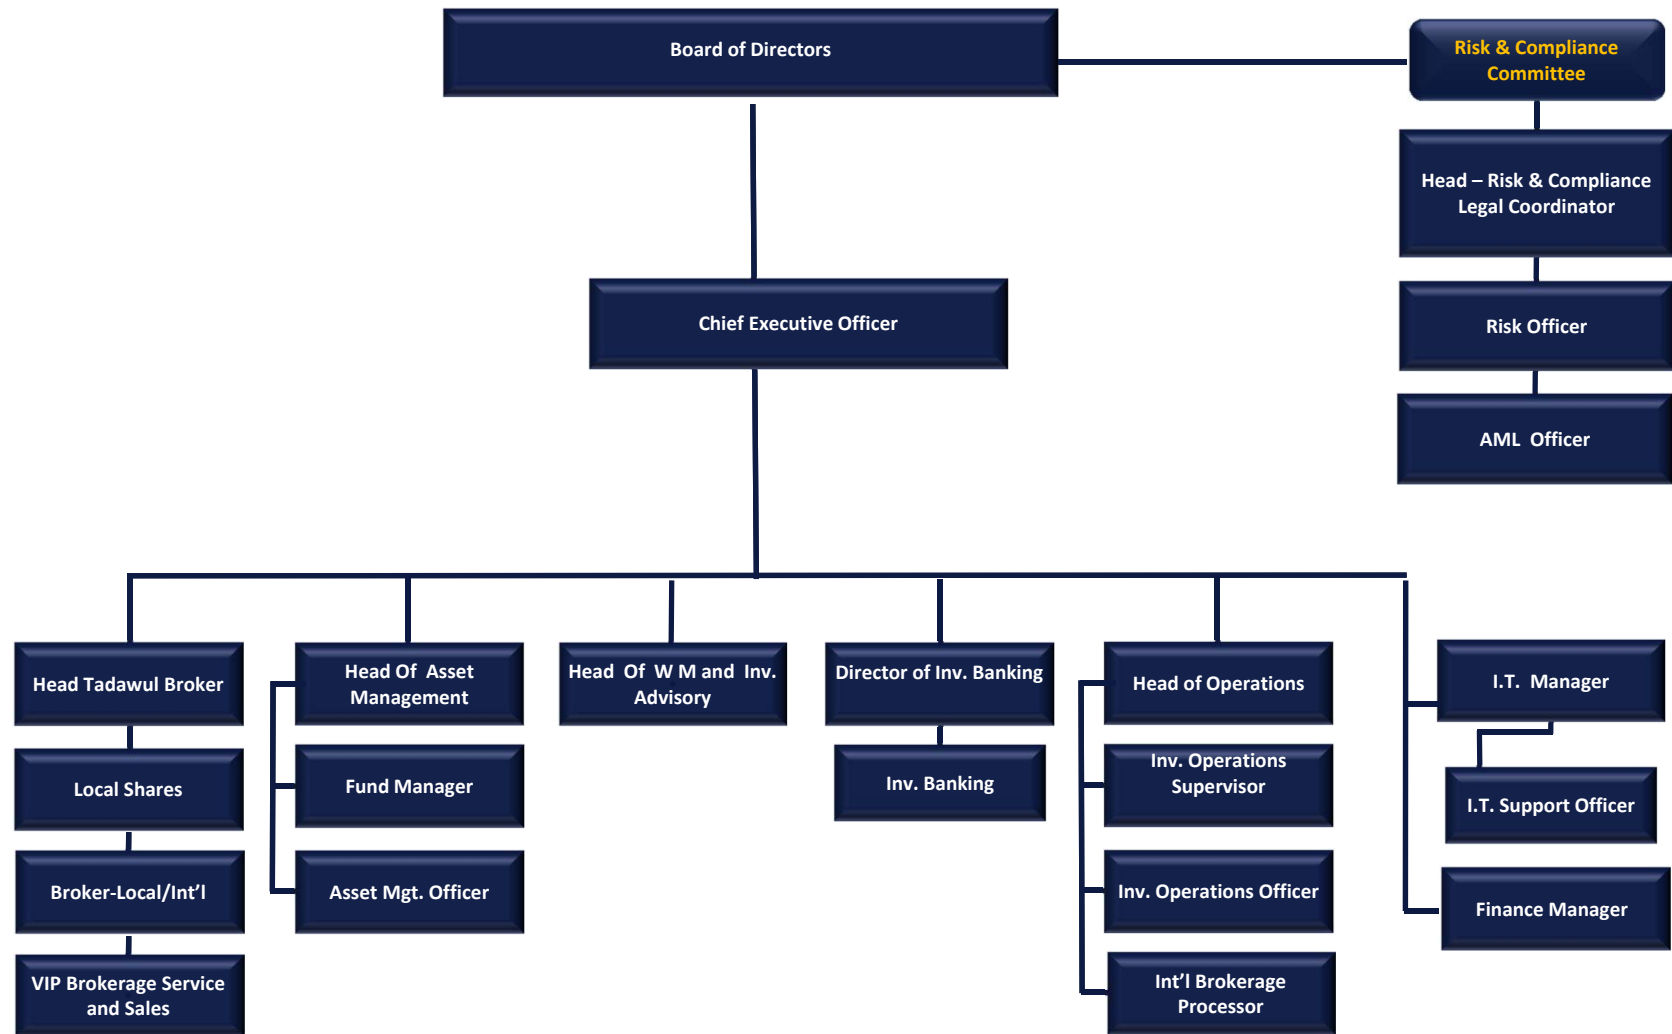 Board of Directors
Risk & Compliance
Committee
Head – Risk & Compliance
Legal Coordinator
Chief Executive Officer
Risk Officer
AML Officer
Head Tadawul Broker
Head Of Asset
Management
Head Of W M and Inv.
Advisory
Director of Inv. Banking
Head of Operations
I.T. Manager
Local Shares
Fund Manager
Inv. Banking
Inv. Operations
Supervisor
I.T. Support Officer
Broker-Local/Int’l
Asset Mgt. Officer
Inv. Operations Officer
Finance Manager
VIP Brokerage Service
and Sales
Int’l Brokerage
Processor